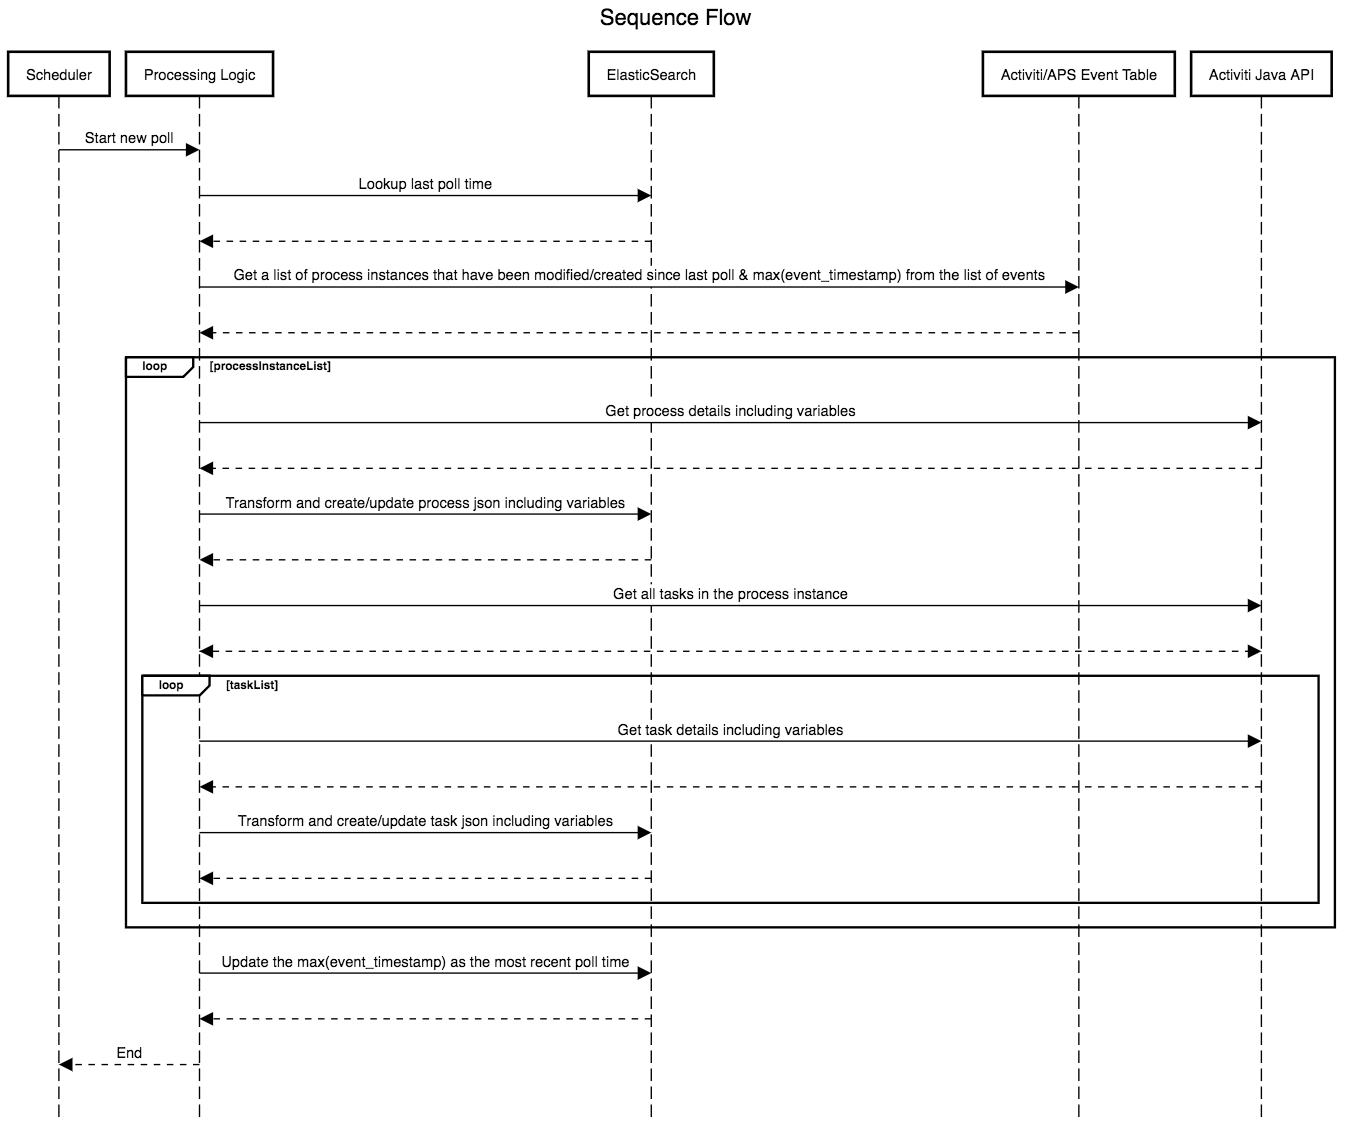 Sequence Flow
Scheduler
Processing Logic
ElasticSearch
Activiti/APS Event Table
Activiti Java API
Start new poll
Lookup last poll time
Get a list of process instances that have been modified/created since last poll & max(event_timestamp) from the list of events
loop
[processInstanceList]
Get process details including variables
Transform and create/update process json including variables
Get all tasks in the process instance
loop
[taskList]
Get task details including variables
Transform and create/update task json including variables
Update the max(event_timestamp) as the most recent poll time
End